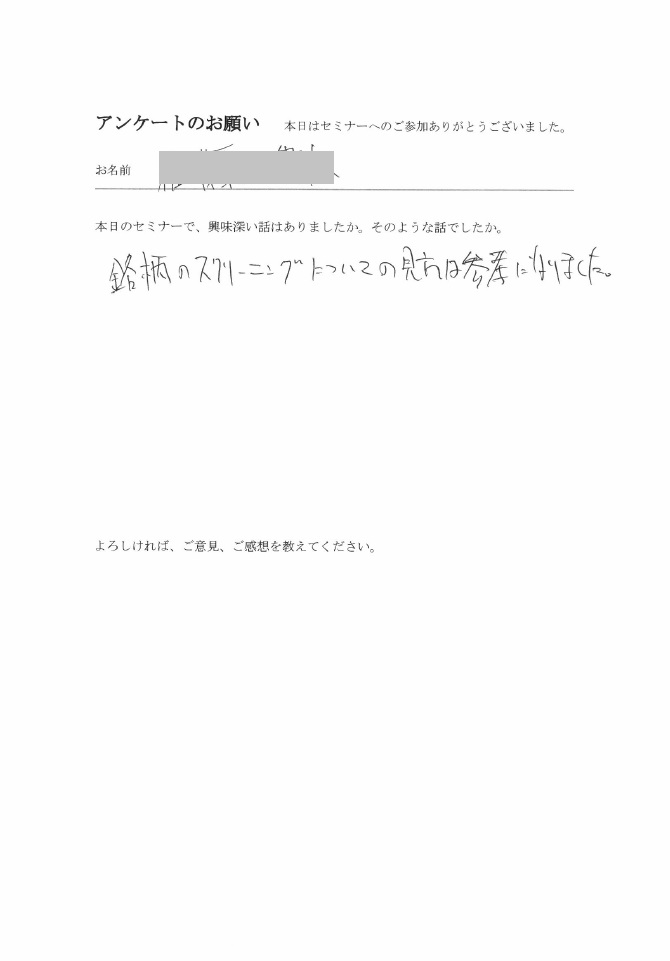 アンケートのお願い 本日はセミナーへのご参加ありがとうございました。
お名前
本日のセミナーで、興味深い話はありましたか。そのような話でしたか。
銘柄のスクリーニングについての見方は参考になりました。
よろしければ、ご意見、ご感想を教えてください。